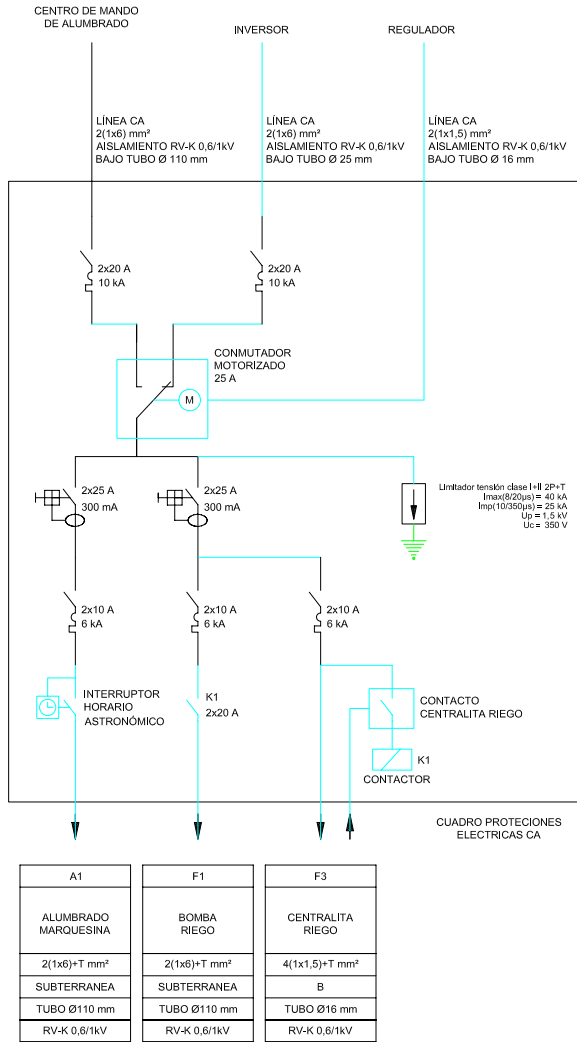 CENTRO DE MANDO
DE ALUMBRADO
INVERSOR
REGULADOR
LÍNEA CA
2(1x6) mm²
AISLAMIENTO RV-K 0,6/1kV
BAJO TUBO Ø 110 mm
LÍNEA CA
2(1x6) mm²
AISLAMIENTO RV-K 0,6/1kV
BAJO TUBO Ø 25 mm
LÍNEA CA
2(1x1,5) mm²
AISLAMIENTO RV-K 0,6/1kV
BAJO TUBO Ø 16 mm
2x20 A
10 kA
2x20 A
10 kA
CONMUTADOR
MOTORIZADO
25 A
M
2x25 A
300 mA
2x25 A
300 mA
Limitador tensión clase I+II 2P+T
Imax(8/20µs) = 40 kA
Imp(10/350µs) = 25 kA
Up = 1,5 kV
Uc = 350 V
2x10 A
6 kA
2x10 A
6 kA
2x10 A
6 kA
INTERRUPTOR
HORARIO
ASTRONÓMICO
K1
2x20 A
CONTACTO
CENTRALITA RIEGO
K1
CONTACTOR
CUADRO PROTECIONES
ELECTRICAS CA
A1
F1
F3
ALUMBRADO
MARQUESINA
BOMBA
RIEGO
CENTRALITA
RIEGO
2(1x6)+T mm²
2(1x6)+T mm²
4(1x1,5)+T mm²
SUBTERRANEA
SUBTERRANEA
B
TUBO Ø110 mm
TUBO Ø110 mm
TUBO Ø16 mm
RV-K 0,6/1kV
RV-K 0,6/1kV
RV-K 0,6/1kV